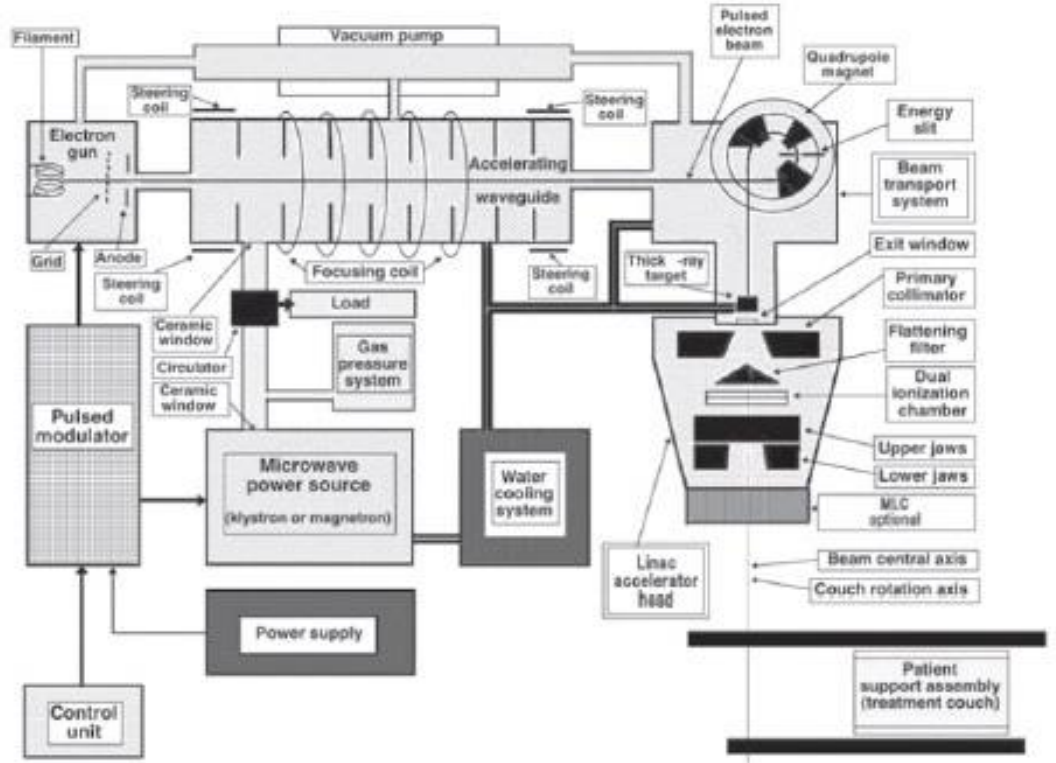 Filament
Vacuum pump
Pulsed
electron
beam
Quadrupole
magnet
Steering
coil
Steering
coil
Energy
slit
Electron
gun
Accelerating
waveguide
Beam
transport
system
Grid
Anode
Steering
coil
Focusing coil
Steering
coil
Thick -ray
target
Exit window
Primary
colllimator
Load
Ceramic
window
Circulator
Gas
pressure
system
Flattening
filter
Ceramic
window
Dual
ionization
chamber
Pulsed
modulator
Upper jaws
Lower jaws
Microwave
power source
(klystron or magnetron)
Water
cooling
system
MLC
optional
Linac
accelerator
head
Beam central axis
Couch rotation axis
Power supply
Patient
support assembly
(treatment couch)
Control
unit